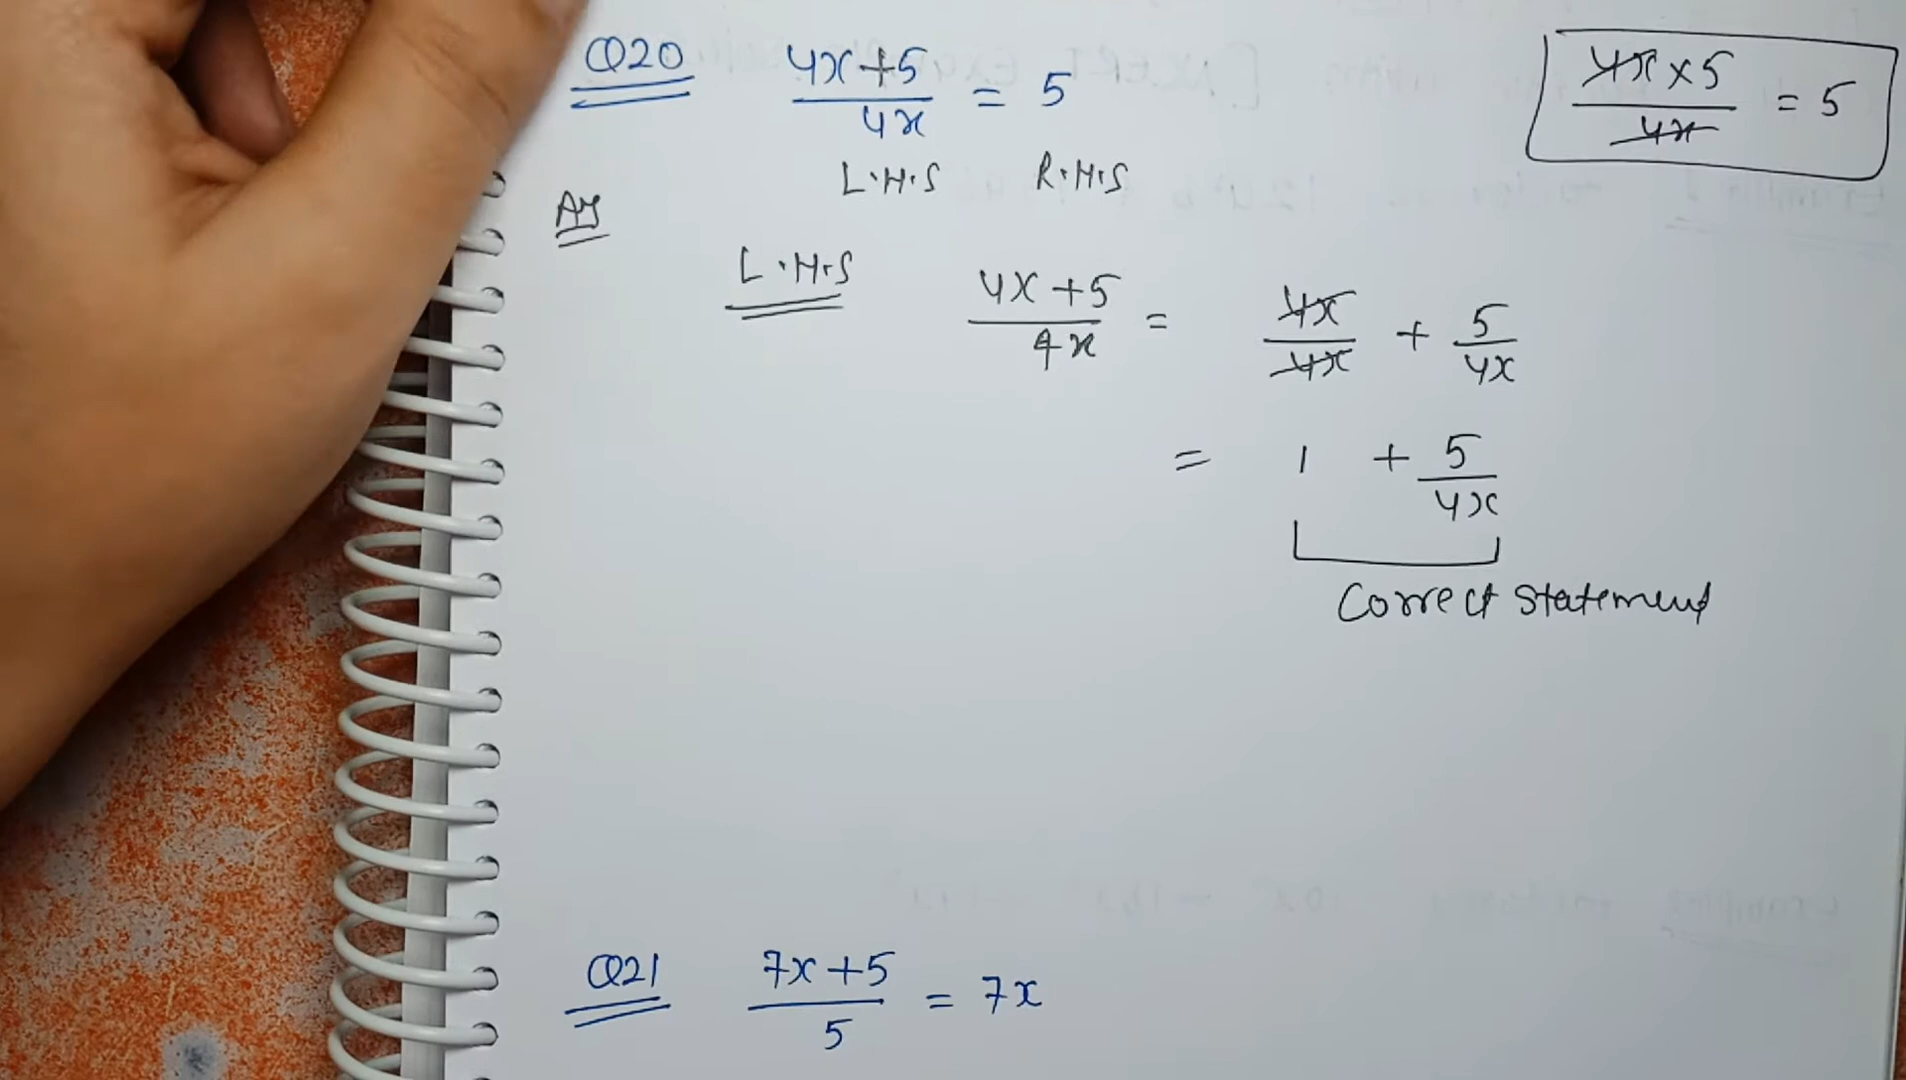 Q20 4x+5/4x = 5
4x×5/4x = 5
L.H.S R.H.S
L.H.S 4x+5/4x = 4x/4x + 5/4x
= 1 + 5/4x
Correct statement
Q21 7x+5/5 = 7x